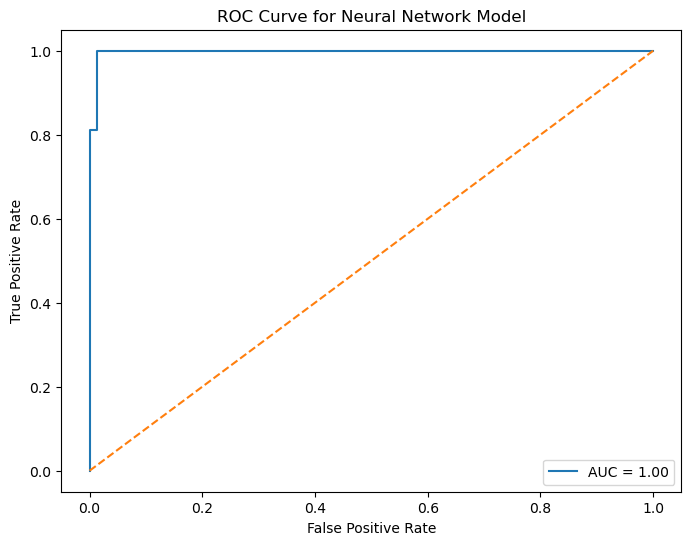 ROC Curve for Neural Network Model
True Positive Rate
1.0
0.8
0.6
0.4
0.2
0.0
AUC = 1.00
0.0 0.2 0.4 0.6 0.8 1.0
False Positive Rate